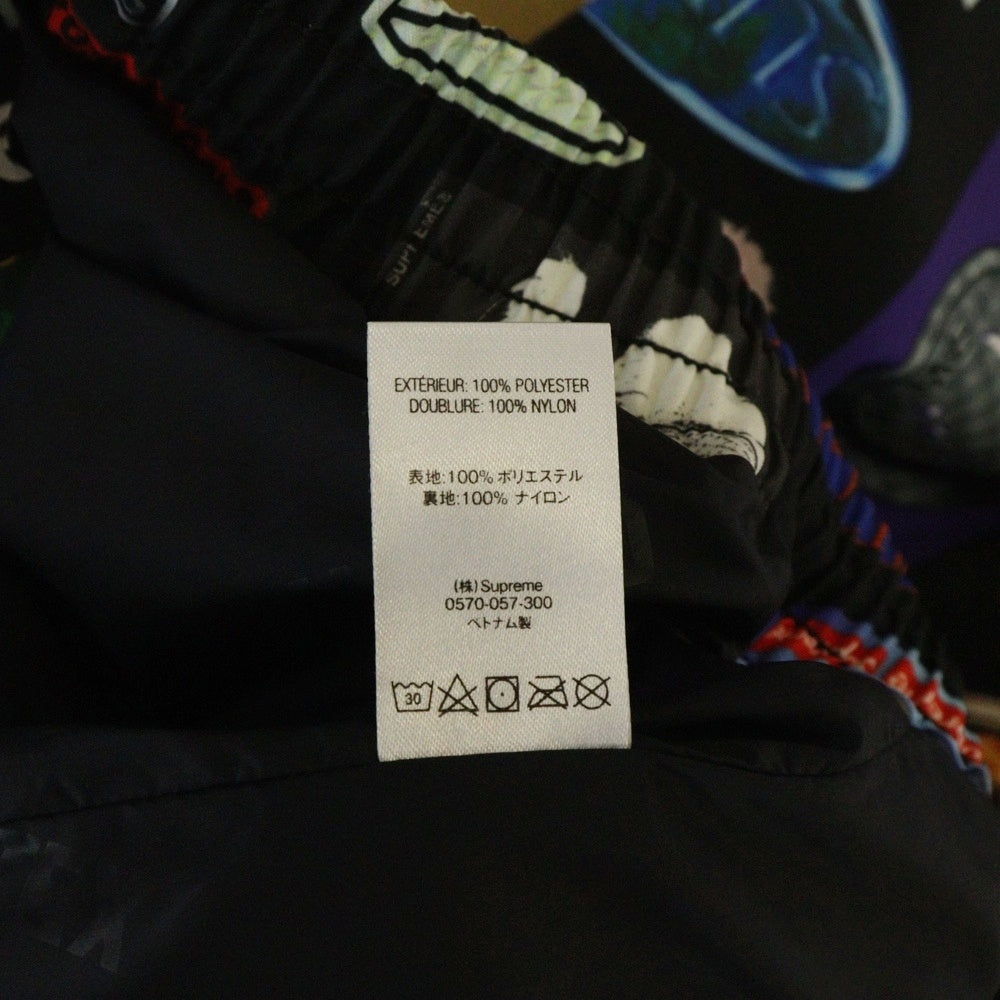 EXTÉRIEUR: 100% POLYESTER
DOUBLURE: 100% NYLON
表地:100% ポリエステル
裏地:100% ナイロン
(株)Supreme
0570-057-300
ベトナム製
30